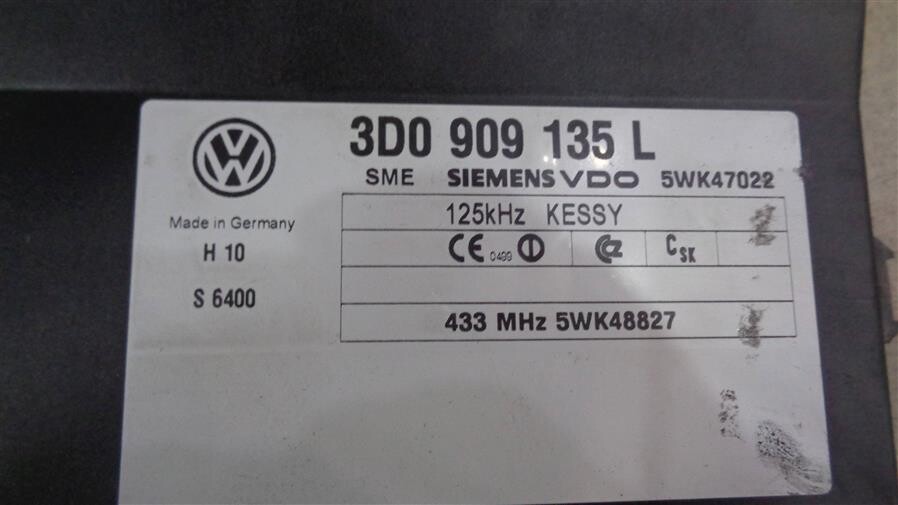 3D0 909 135 L
SME SIEMENS VDO 5WK47022
Made in Germany
H 10
S 6400
125kHz KESSY
CE 0499
C SK
433 MHz 5WK48827